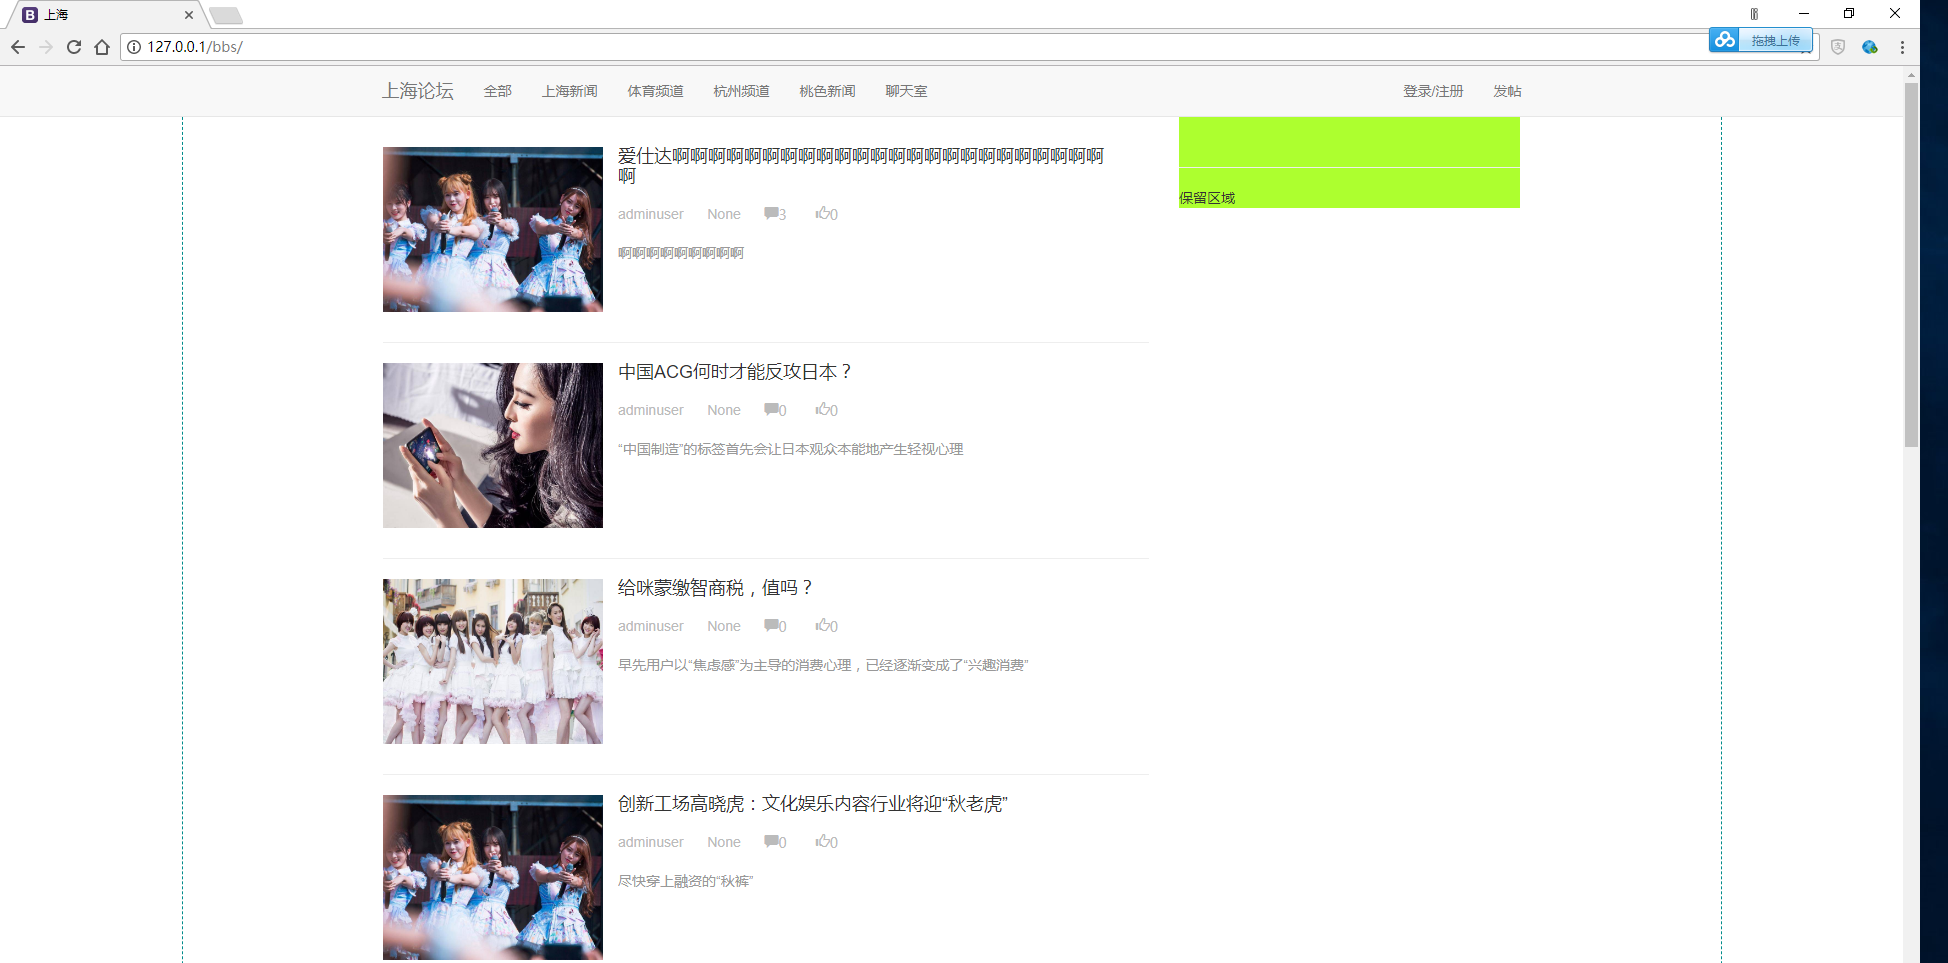 上海
127.0.0.1/bbs/
拖拽上传
上海论坛 全部 上海新闻 体育频道 杭州频道 桃色新闻 聊天室 登录/注册 发帖
爱仕达啊啊啊啊啊啊啊啊啊啊啊啊啊啊啊啊啊啊啊啊啊啊啊啊
啊
adminuser None 3 0
啊啊啊啊啊啊啊啊啊
保留区域
中国ACG何时才能反攻日本？
adminuser None 0 0
“中国制造”的标签首先会让日本观众本能地产生轻视心理
给咪蒙缴智商税，值吗？
adminuser None 0 0
早先用户以“焦虑感”为主导的消费心理，已经逐渐变成了“兴趣消费”
创新工场高晓虎：文化娱乐内容行业将迎“秋老虎”
adminuser None 0 0
尽快穿上融资的“秋裤”